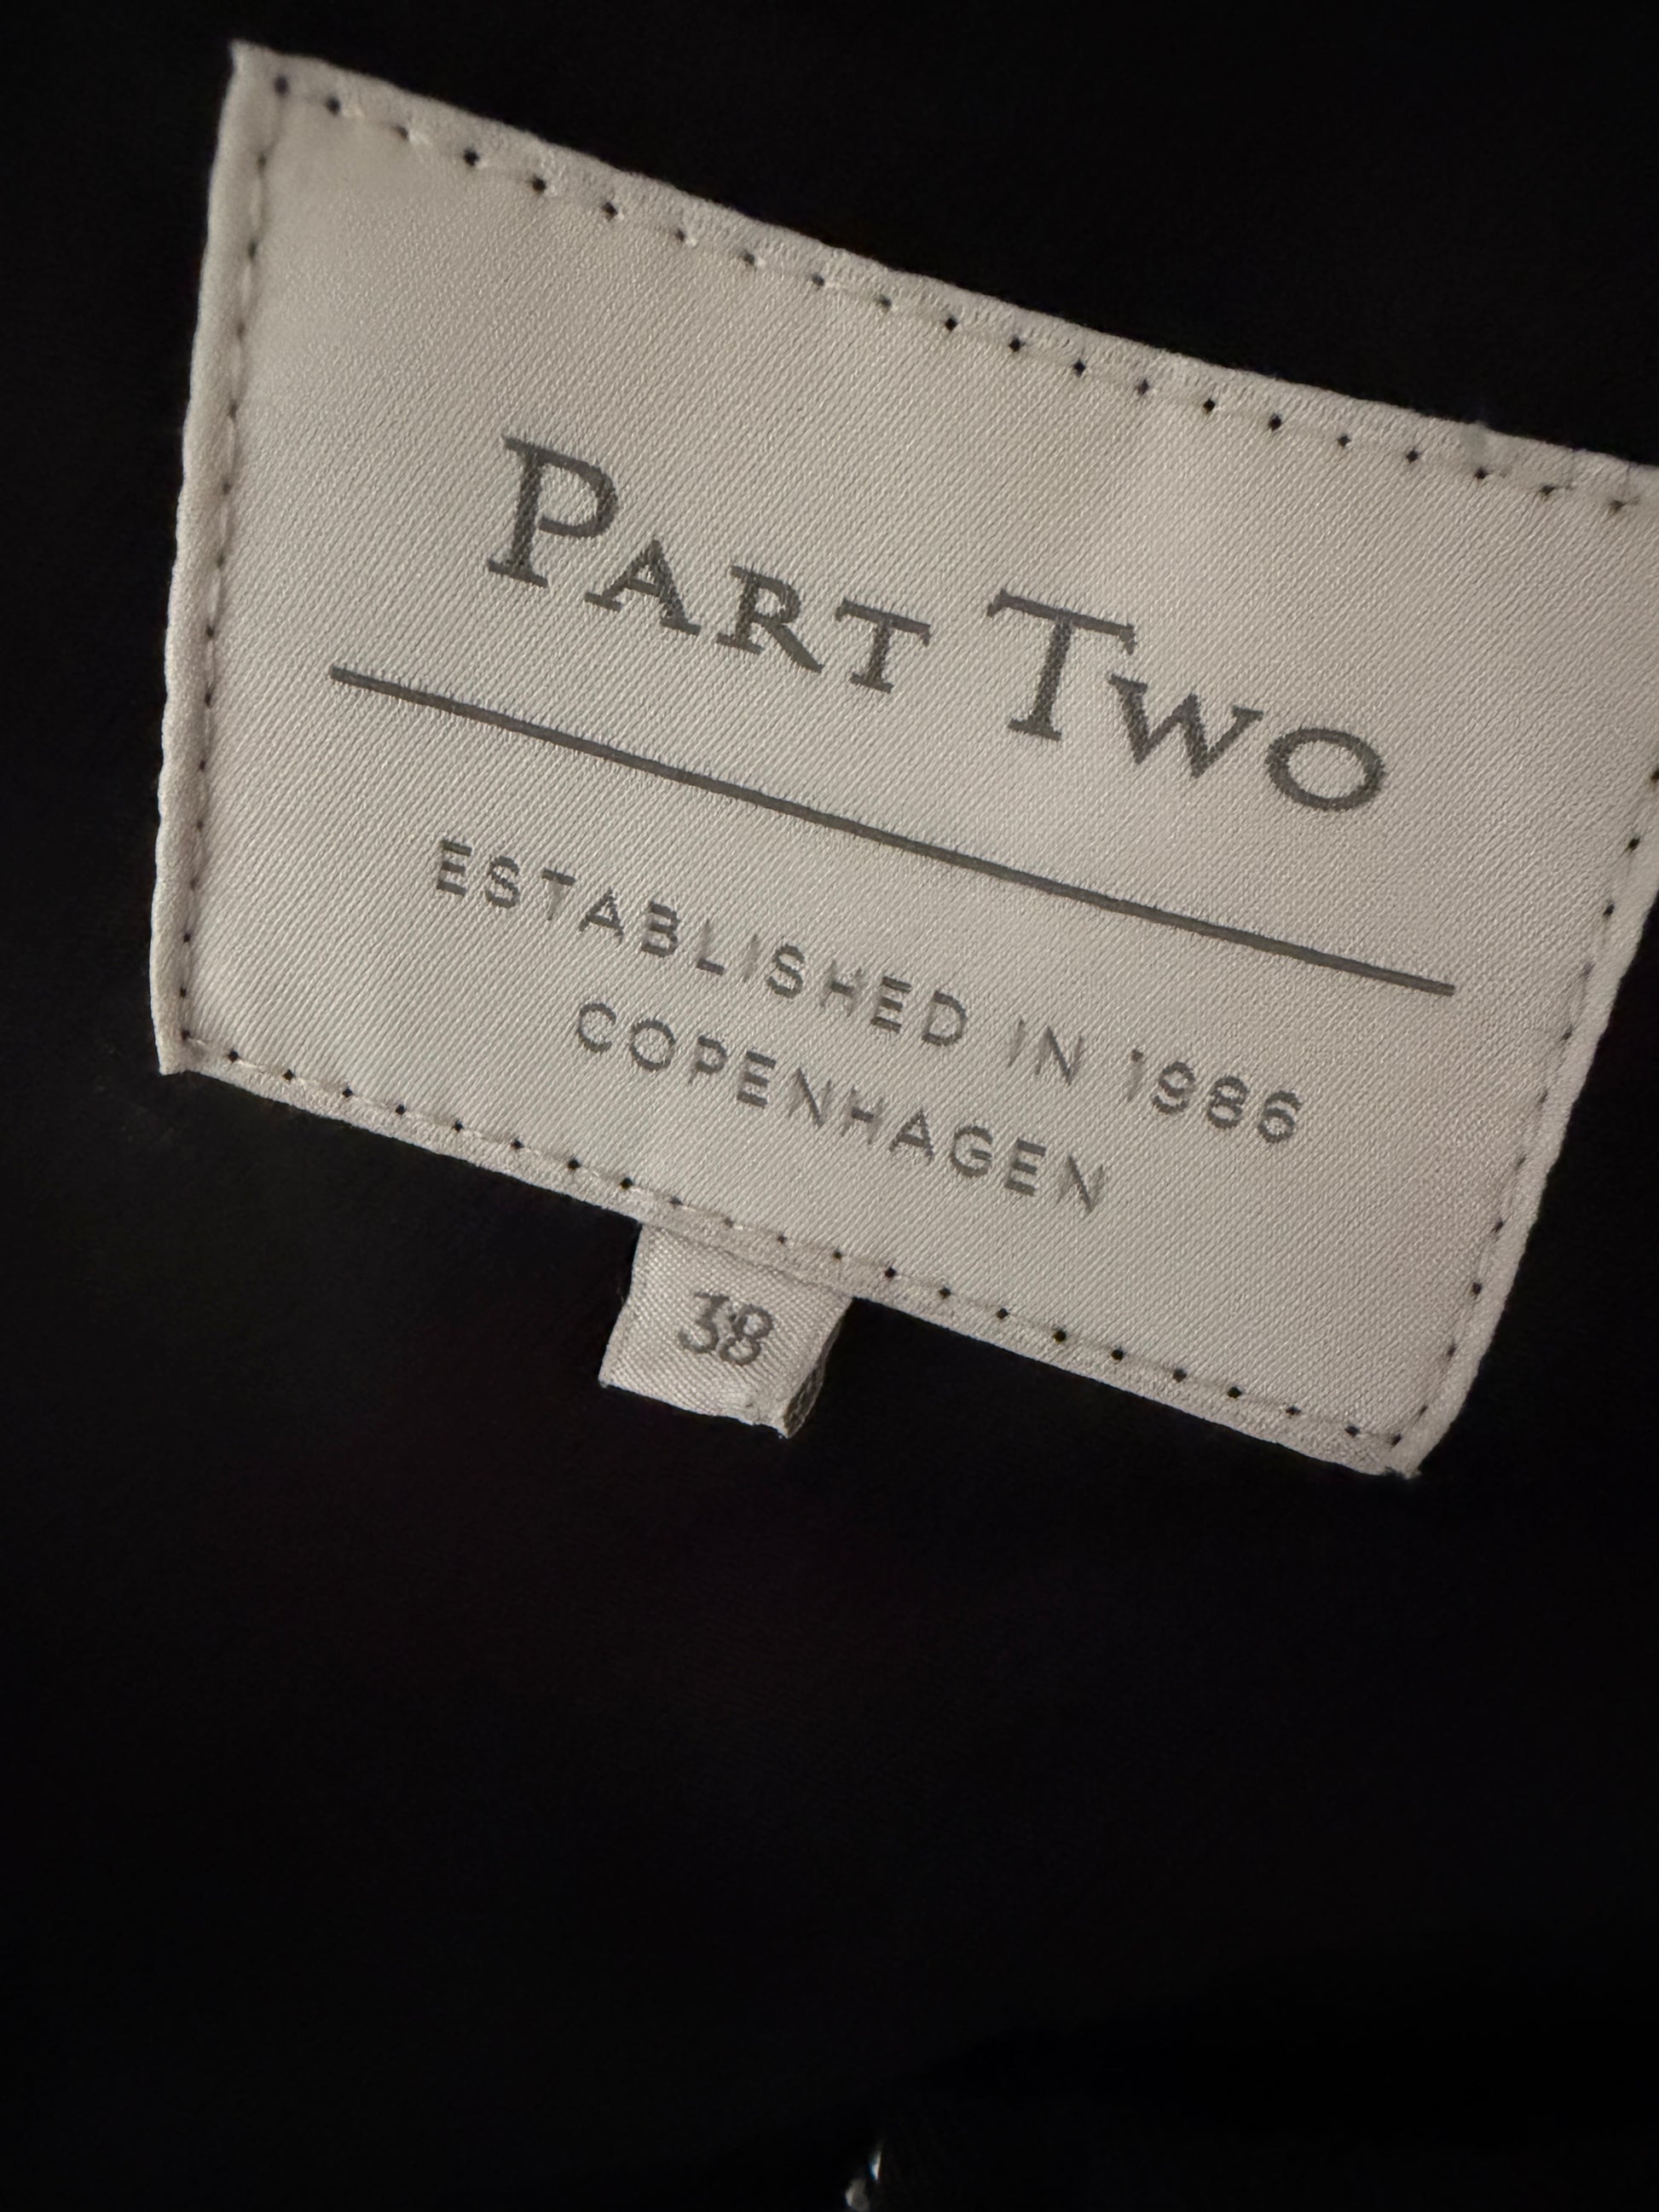 PART TWO
ESTABLISHED IN 1986
COPENHAGEN
38